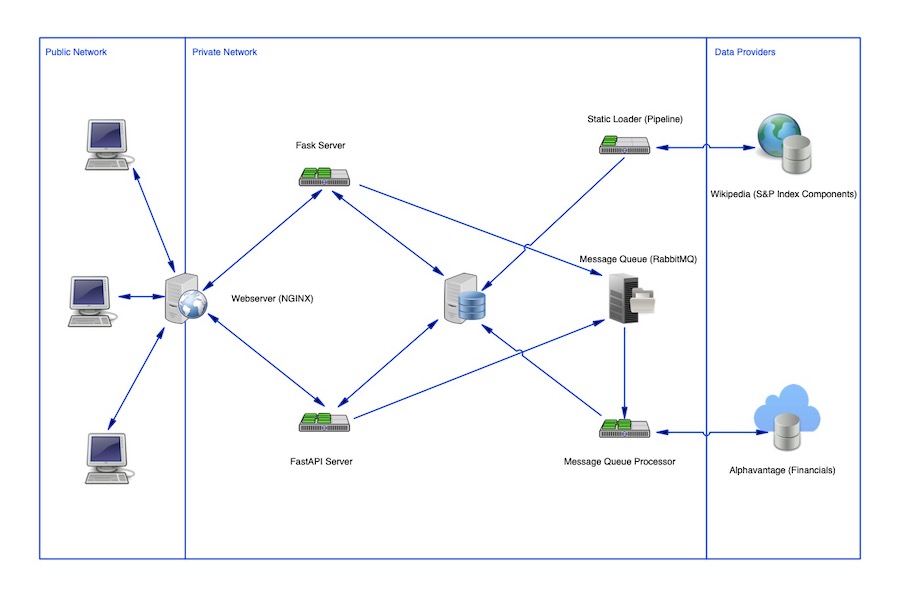 Public Network
Private Network
Data Providers
Static Loader (Pipeline)
Fask Server
Wikipedia (S&P Index Components)
Message Queue (RabbitMQ)
Webserver (NGINX)
FastAPI Server
Message Queue Processor
Alphavantage (Financials)